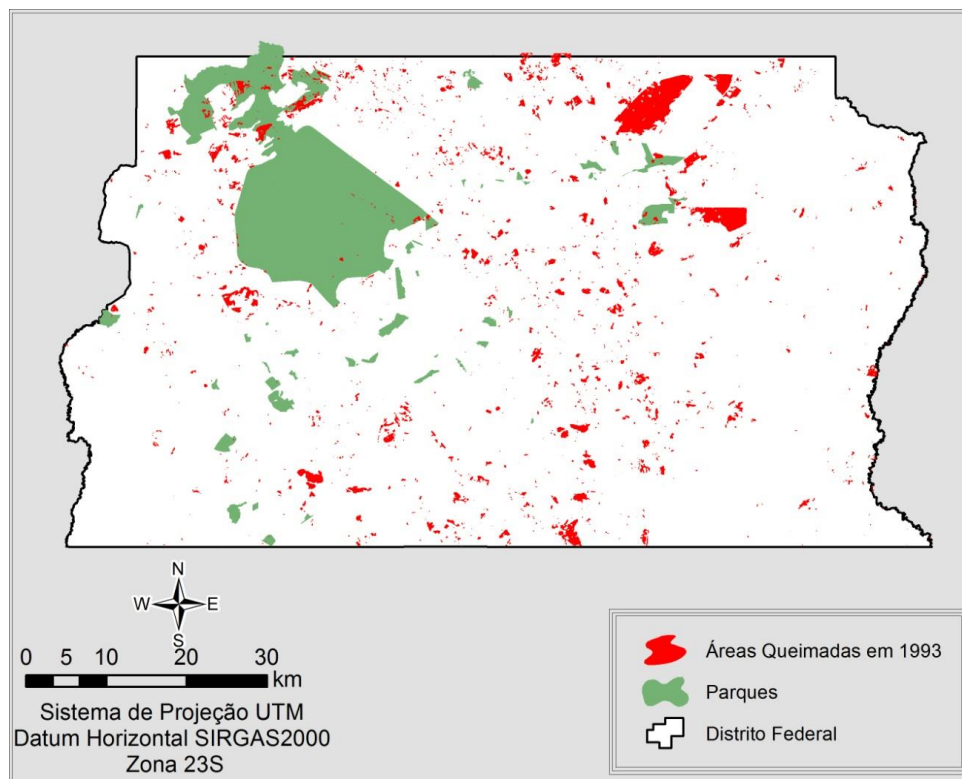 N
W E
S
0 5 10 20 30
km
Sistema de Projeção UTM
Datum Horizontal SIRGAS2000
Zona 23S
Áreas Queimadas em 1993
Parques
Distrito Federal